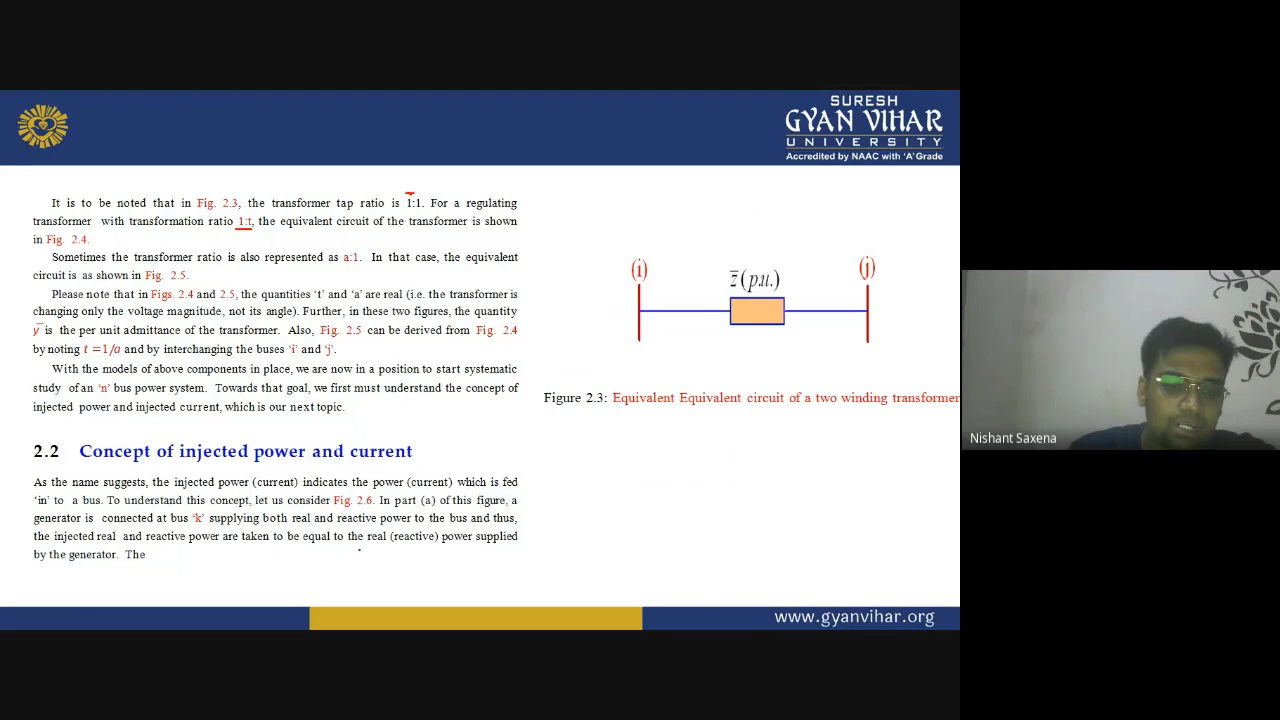 SURESH
GYAN VIHAR
UNIVERSITY
Accredited by NAAC with 'A' Grade
It is to be noted that in Fig. 2.3, the transformer tap ratio is 1:1. For a regulating
transformer with transformation ratio 1:t, the equivalent circuit of the transformer is shown
in Fig. 2.4.
Sometimes the transformer ratio is also represented as a:1. In that case, the equivalent
circuit is as shown in Fig. 2.5.
Please note that in Figs. 2.4 and 2.5, the quantities ‘t’ and ‘a’ are real (i.e. the transformer is
changing only the voltage magnitude, not its angle). Further, in these two figures, the quantity
y̅ is the per unit admittance of the transformer. Also, Fig. 2.5 can be derived from Fig. 2.4
by noting t = 1/a and by interchanging the buses ‘i’ and ‘j’.
With the models of above components in place, we are now in a position to start systematic
study of an ‘n’ bus power system. Towards that goal, we first must understand the concept of
injected power and injected current, which is our next topic.
2.2 Concept of injected power and current
As the name suggests, the injected power (current) indicates the power (current) which is fed
‘in’ to a bus. To understand this concept, let us consider Fig. 2.6. In part (a) of this figure, a
generator is connected at bus ‘k’ supplying both real and reactive power to the bus and thus,
the injected real and reactive power are taken to be equal to the real (reactive) power supplied
by the generator. The
(i)
z̅ (p.u.)
(j)
Figure 2.3: Equivalent Equivalent circuit of a two winding transformer
Nishant Saxena
www.gyanvihar.org